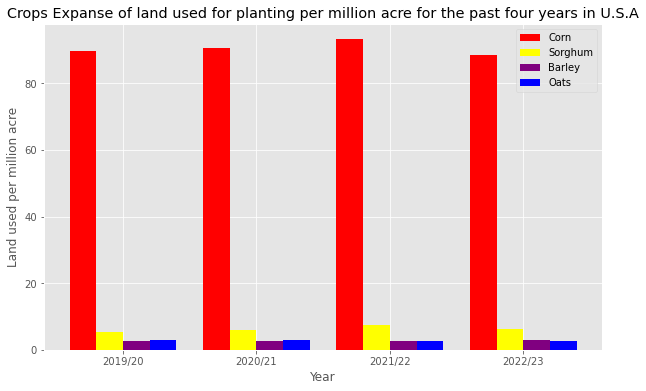 Crops Expanse of land used for planting per million acre for the past four years in U.S.A
Corn
Sorghum
Barley
Oats
Land used per million acre
80
60
40
20
0
2019/20 2020/21 2021/22 2022/23
Year